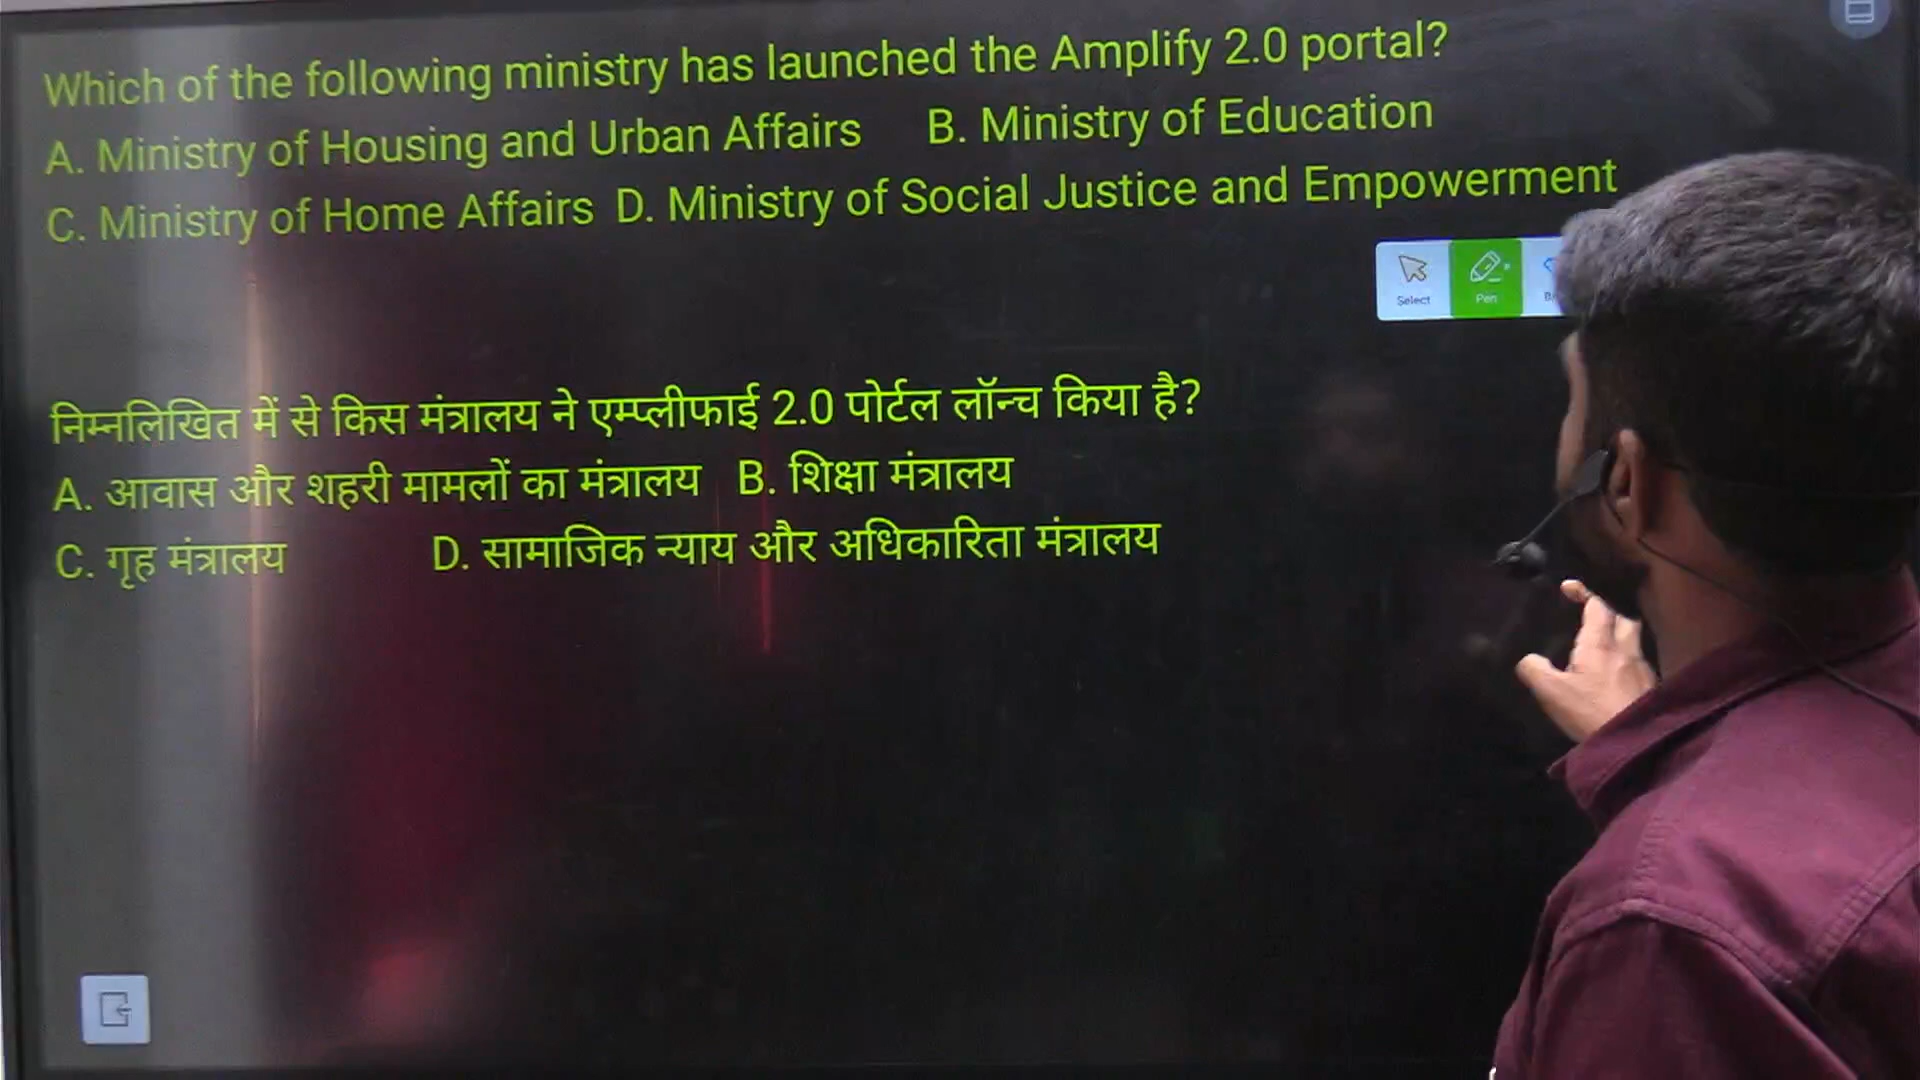 Which of the following ministry has launched the Amplify 2.0 portal?
A. Ministry of Housing and Urban Affairs B. Ministry of Education
C. Ministry of Home Affairs D. Ministry of Social Justice and Empowerment
Select Pen
निम्नलिखित में से किस मंत्रालय ने एम्प्लीफाई 2.0 पोर्टल लॉन्च किया है?
A. आवास और शहरी मामलों का मंत्रालय B. शिक्षा मंत्रालय
C. गृह मंत्रालय D. सामाजिक न्याय और अधिकारिता मंत्रालय